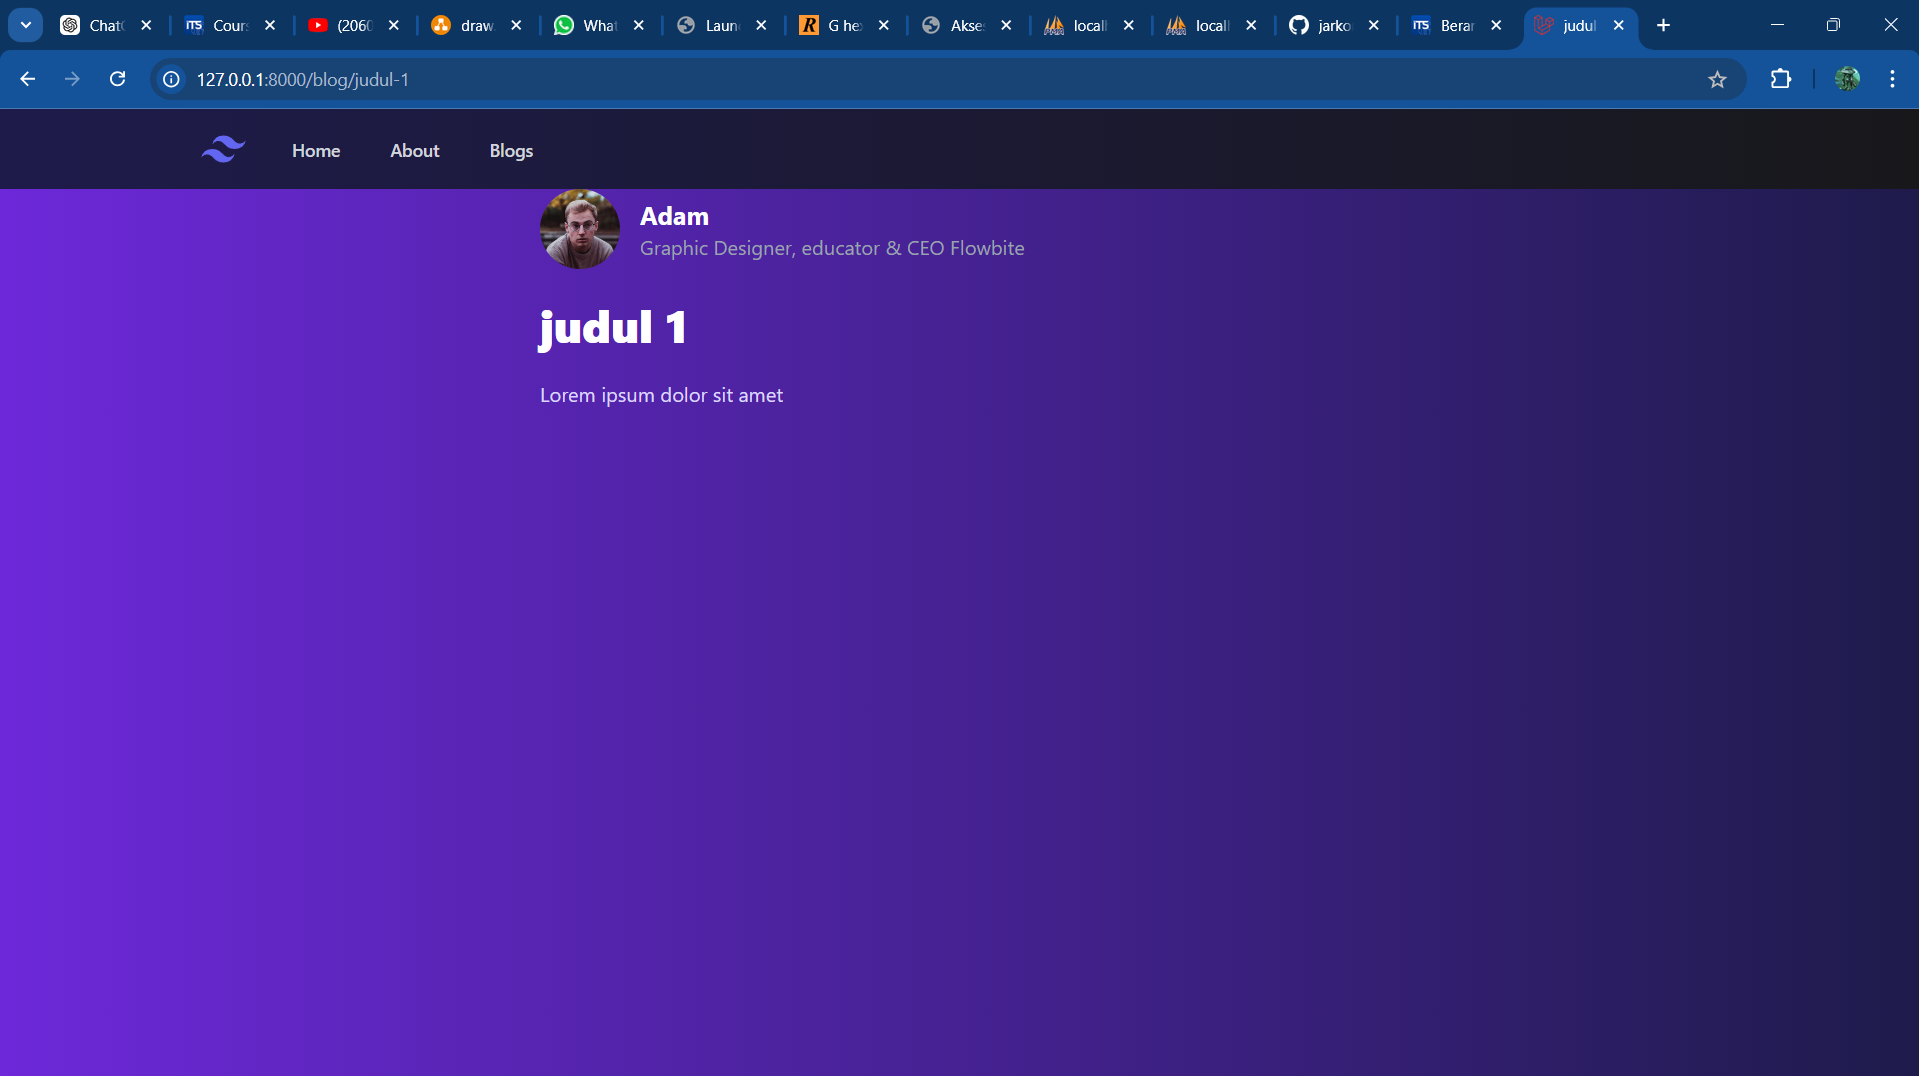 Chat
ITS
Cour
(206
draw.
What
Laun
R
G he
Akse
locall
locall
jarko
ITS
Berar
judul
127.0.0.1:8000/blog/judul-1
Home
About
Blogs
Adam
Graphic Designer, educator & CEO Flowbite
judul 1
Lorem ipsum dolor sit amet